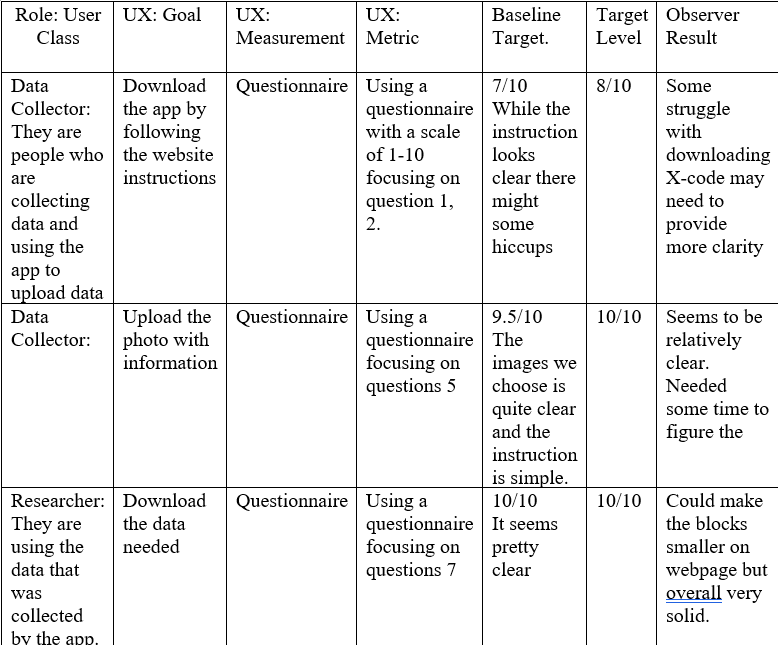 Role: User
Class
UX: Goal
UX:
Measurement
UX:
Metric
Baseline
Target.
Target
Level
Observer
Result
Data
Collector:
They are
people who
are
collecting
data and
using the
app to
upload data
Download
the app by
following
the website
instructions
Questionnaire
Using a
questionnaire
with a scale
of 1-10
focusing on
question 1,
2.
7/10
While the
instruction
looks
clear there
might
some
hiccups
8/10
Some
struggle
with
downloading
X-code may
need to
provide
more clarity
Data
Collector:
Upload the
photo with
information
Questionnaire
Using a
questionnaire
focusing on
questions 5
9.5/10
The
images we
choose is
quite clear
and the
instruction
is simple.
10/10
Seems to be
relatively
clear.
Needed
some time to
figure the
Researcher:
They are
using the
data that
was
collected
by the app.
Download
the data
needed
Questionnaire
Using a
questionnaire
focusing on
questions 7
10/10
It seems
pretty
clear
10/10
Could make
the blocks
smaller on
webpage but
overall very
solid.